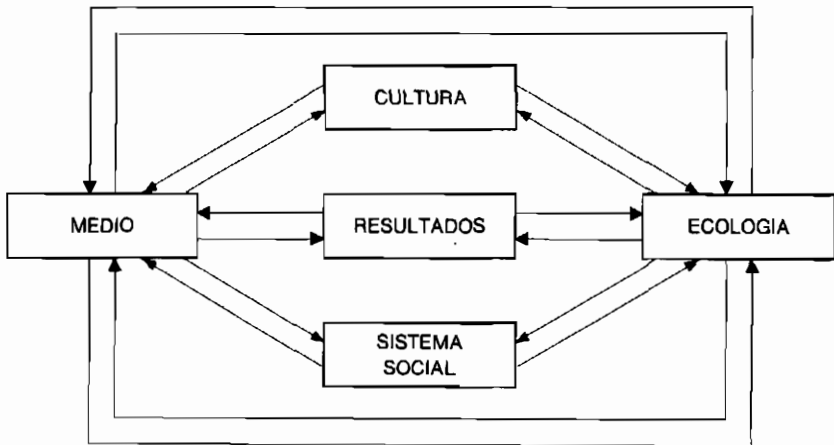 CULTURA
MEDIO
RESULTADOS
ECOLOGIA
SISTEMA
SOCIAL